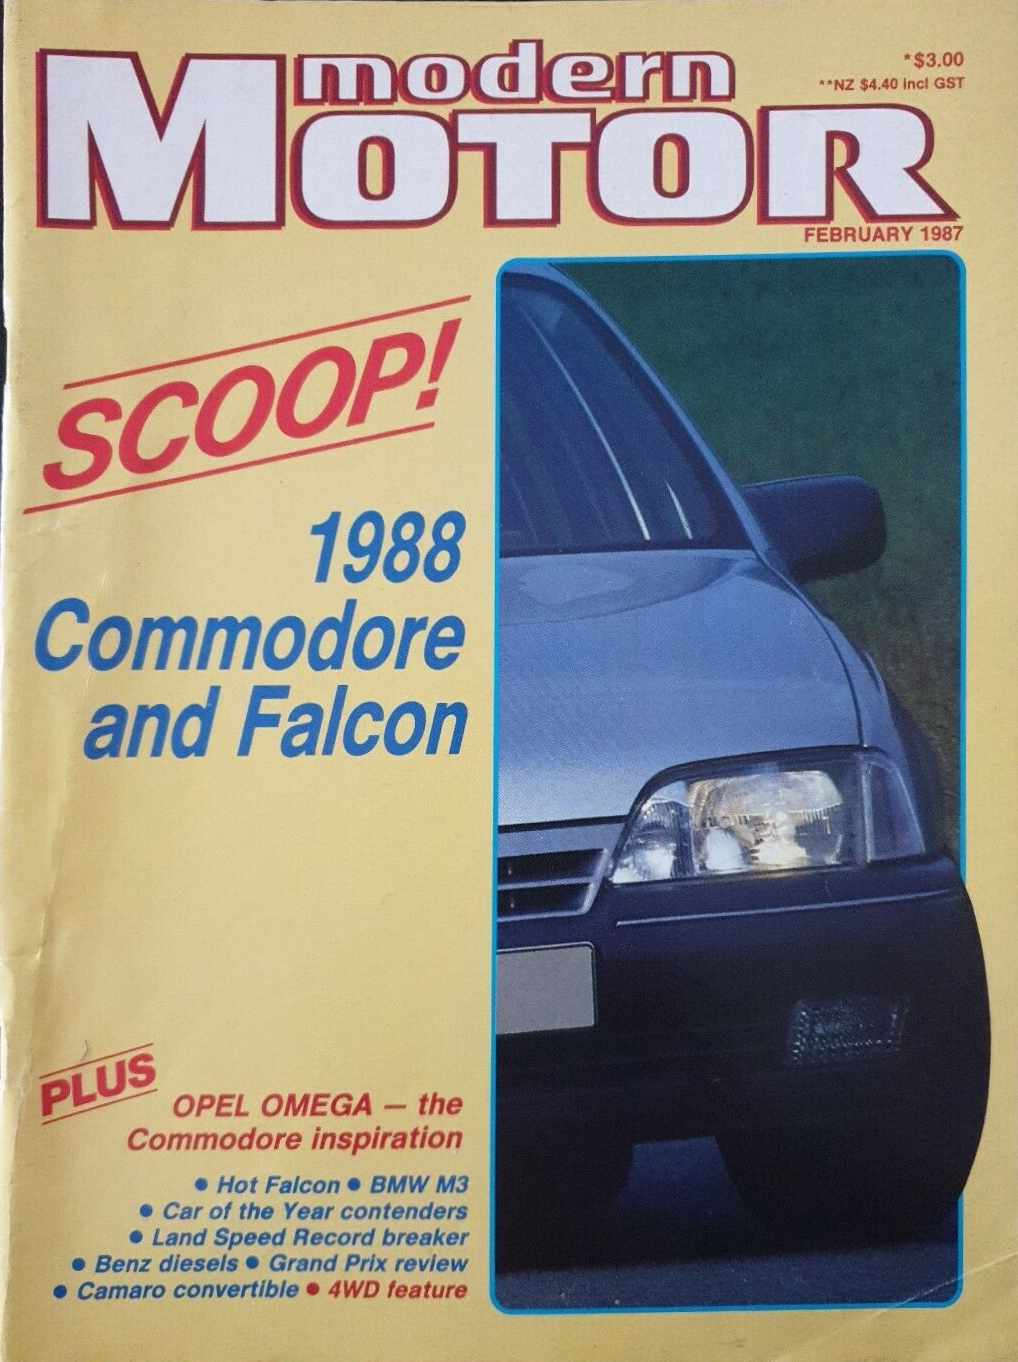 modern
MOTOR
*$3.00
**NZ $4.40 incl GST
FEBRUARY 1987
SCOOP!
1988
Commodore
and Falcon
PLUS
OPEL OMEGA — the
Commodore inspiration
• Hot Falcon • BMW M3
• Car of the Year contenders
• Land Speed Record breaker
• Benz diesels • Grand Prix review
• Camaro convertible • 4WD feature